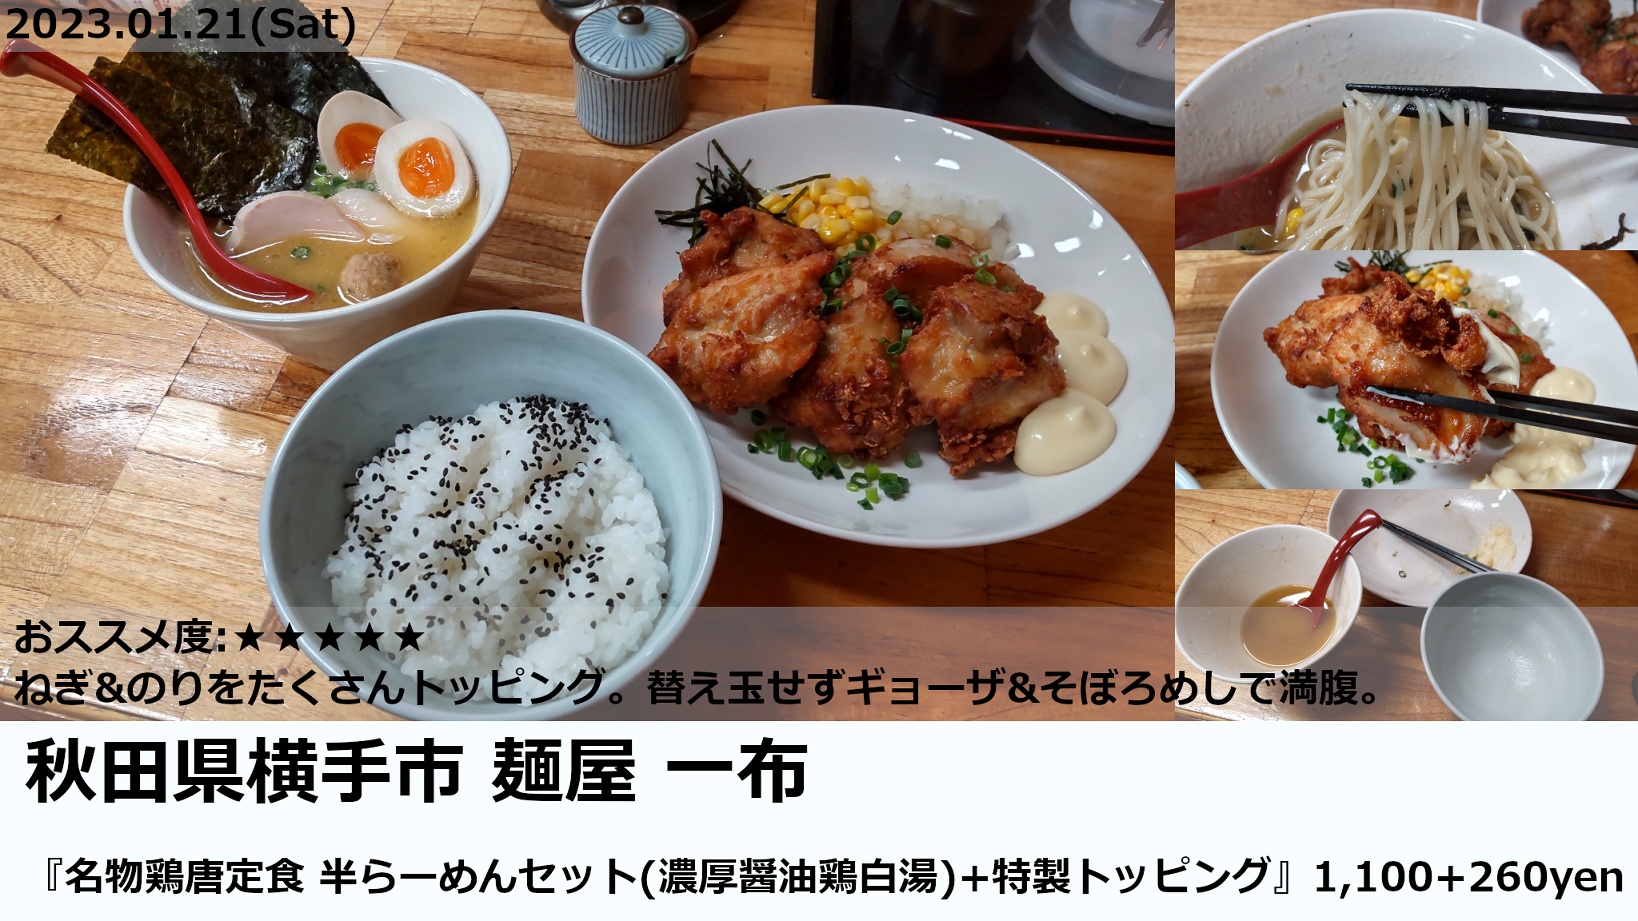 2023.01.21(Sat)
おススメ度:★★★★★
ねぎ&のりをたくさんトッピング。替え玉せずギョーザ&そぼろめしで満腹。
秋田県横手市 麺屋 一布
『名物鶏唐定食 半らーめんセット(濃厚醤油鶏白湯)+特製トッピング』1,100+260yen